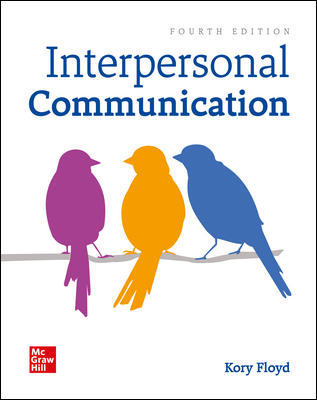 FOURTH EDITION
Interpersonal
Communication
Mc
Graw
Hill
Kory Floyd